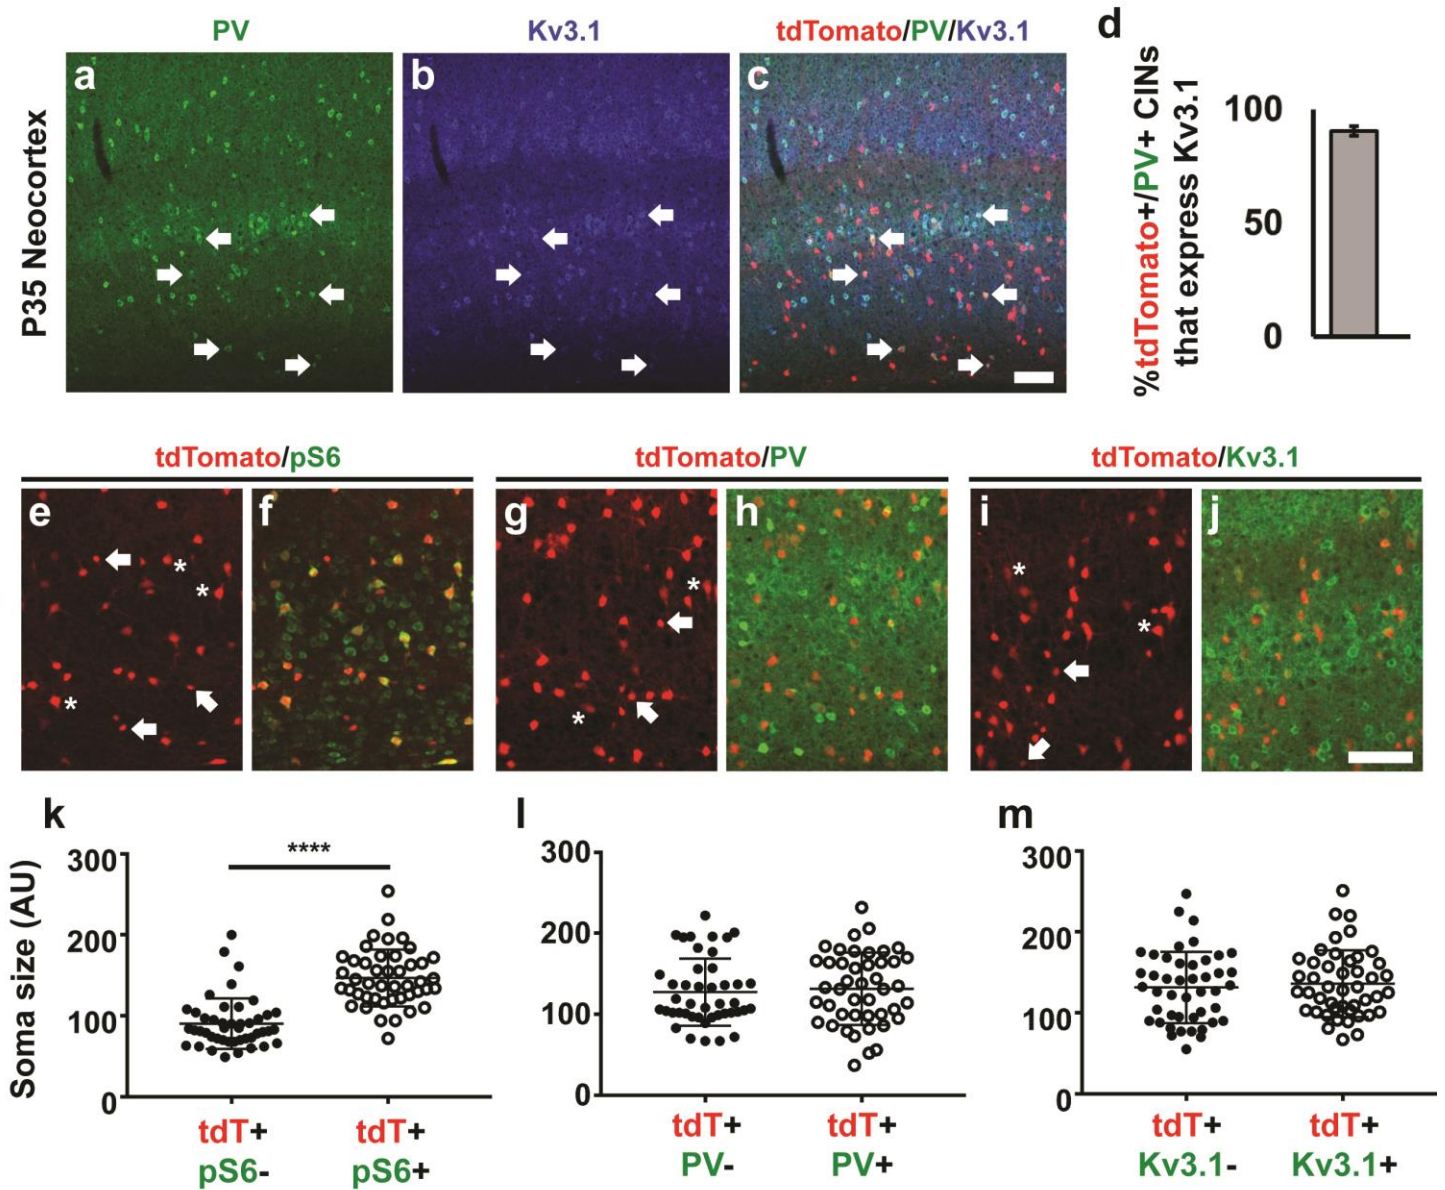 PV
Kv3.1
tdTomato/PV/Kv3.1
P35 Neocortex
a
b
c
d
%tdTomato+/PV+ CINs
that express Kv3.1
100
50
0
tdTomato/pS6
tdTomato/PV
tdTomato/Kv3.1
e
f
g
h
i
j
*
*
*
*
*
*
*
k
l
m
Soma size (AU)
300
200
100
0
****
tdT+
pS6-
tdT+
pS6+
300
200
100
0
tdT+
PV-
tdT+
PV+
300
200
100
0
tdT+
Kv3.1-
tdT+
Kv3.1+